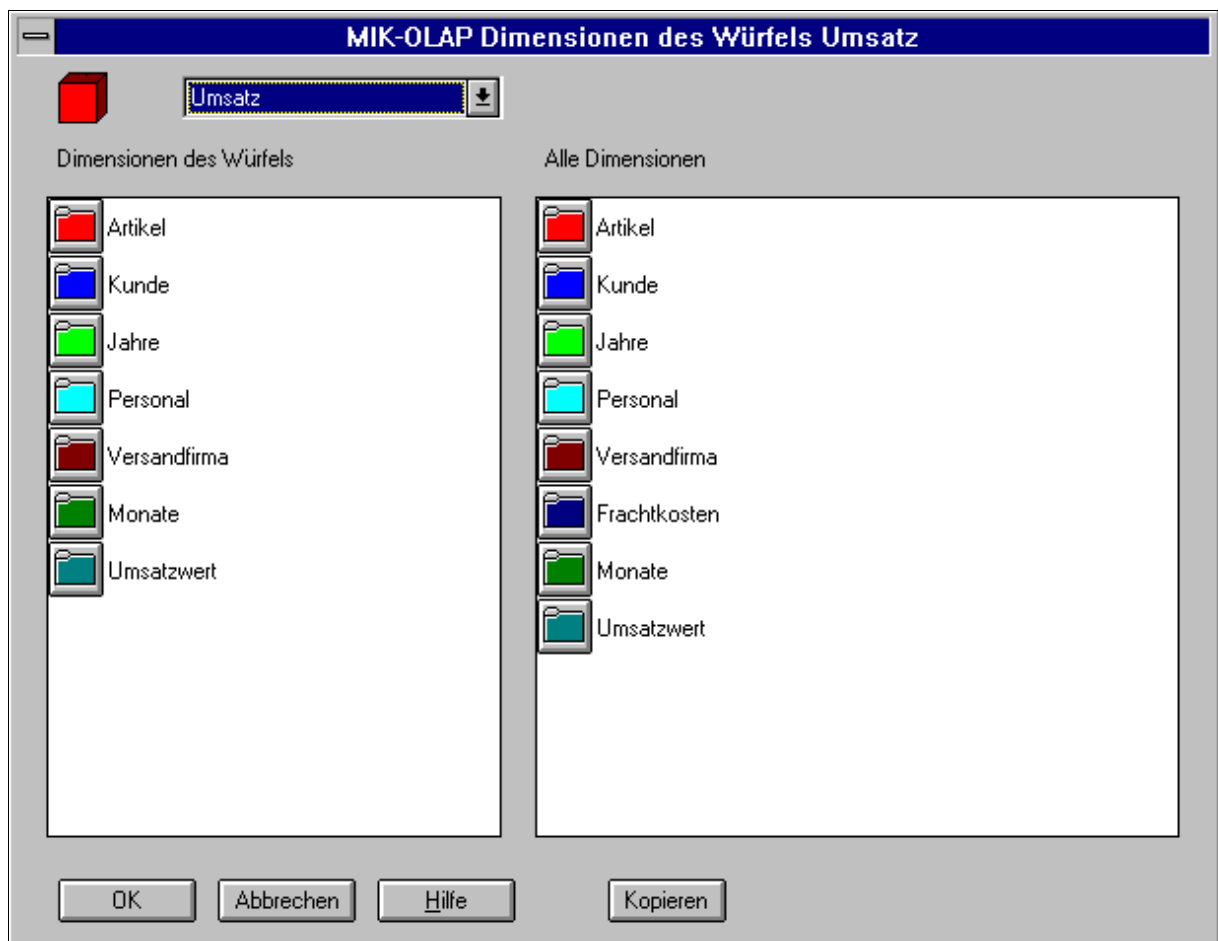 MIK-OLAP Dimensionen des Würfels Umsatz
Umsatz
Dimensionen des Würfels
Alle Dimensionen
Artikel
Kunde
Jahre
Personal
Versandfirma
Monate
Umsatzwert
Artikel
Kunde
Jahre
Personal
Versandfirma
Frachtkosten
Monate
Umsatzwert
OK
Abbrechen
Hilfe
Kopieren